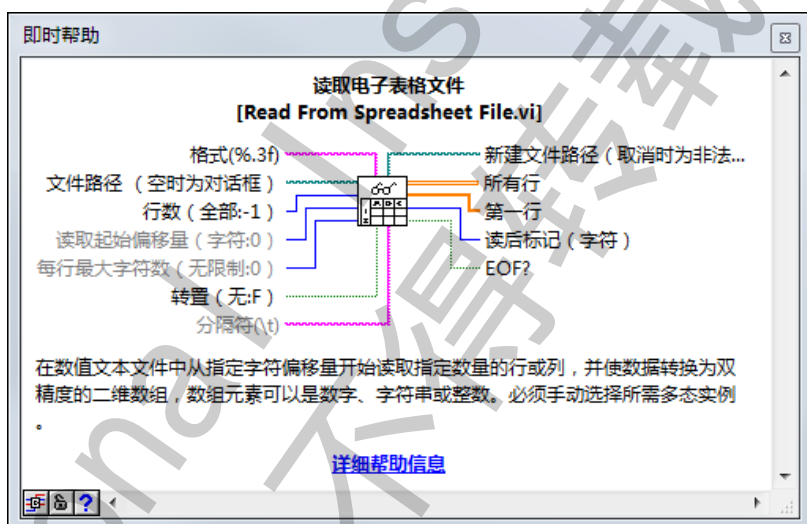 即时帮助
读取电子表格文件
[Read From Spreadsheet File.vi]
格式(%.3f)
新建文件路径(取消时为非法...
文件路径 (空时为对话框)
所有行
行数(全部:-1)
第一行
读取起始偏移量(字符:0)
读后标记(字符)
每行最大字符数(无限制:0)
EOF?
转置(无:F)
分隔符(\t)
在数值文本文件中从指定字符偏移量开始读取指定数量的行或列,并使数据转换为双
精度的二维数组,数组元素可以是数字、字符串或整数。必须手动选择所需多态实例
。
详细帮助信息
onal Ins
不得转载